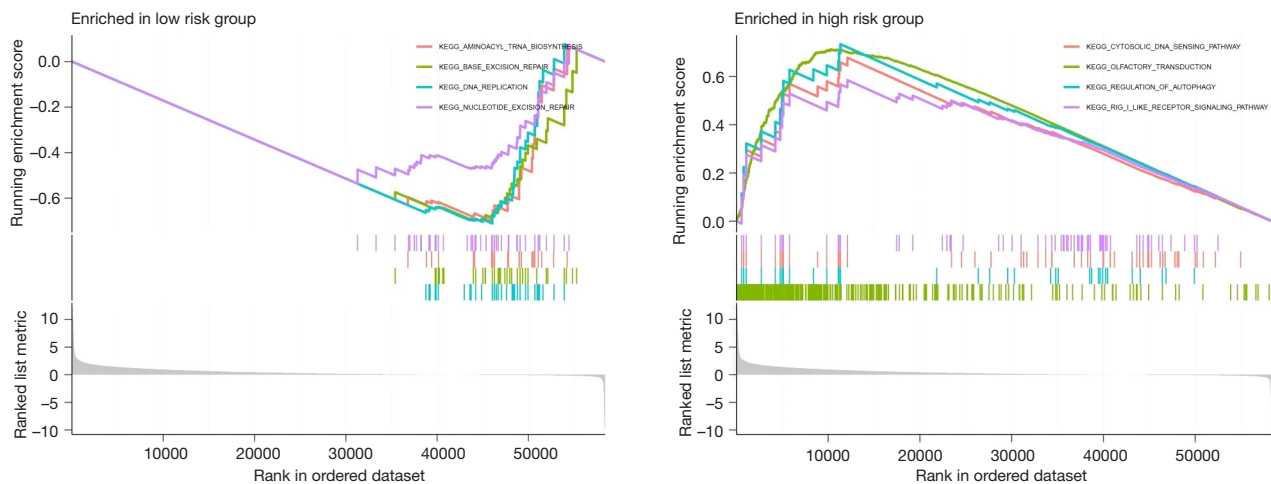 Enriched in low risk group
Running enrichment score
0.0
−0.2
−0.4
−0.6
KEGG_AMINOACYL_TRNA_BIOSYNTHESIS
KEGG_BASE_EXCISION_REPAIR
KEGG_DNA_REPLICATION
KEGG_NUCLEOTIDE_EXCISION_REPAIR
Ranked list metric
10
5
0
−5
−10
10000 20000 30000 40000 50000
Rank in ordered dataset
Enriched in high risk group
Running enrichment score
0.6
0.4
0.2
0.0
KEGG_CYTOSOLIC_DNA_SENSING_PATHWAY
KEGG_OLFACTORY_TRANSDUCTION
KEGG_REGULATION_OF_AUTOPHAGY
KEGG_RIG_I_LIKE_RECEPTOR_SIGNALING_PATHWAY
Ranked list metric
10
5
0
−5
−10
10000 20000 30000 40000 50000
Rank in ordered dataset